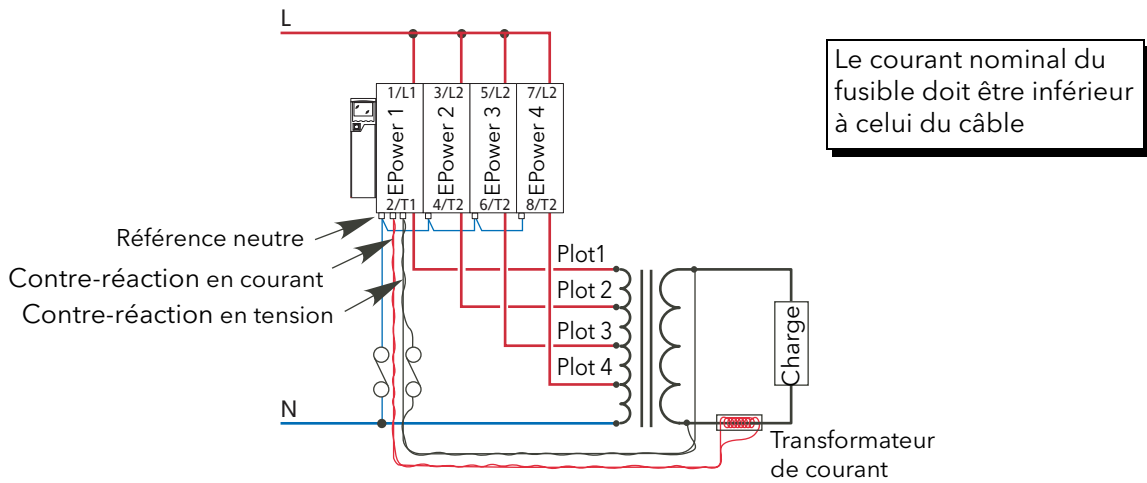 L
Le courant nominal du
fusible doit être inférieur
à celui du câble
1/L1 3/L2 5/L2 7/L2
EPower 1
EPower 2
EPower 3
EPower 4
2/T1 4/T2 6/T2 8/T2
Référence neutre
Contre-réaction en courant
Contre-réaction en tension
Plot1
Plot 2
Plot 3
Plot 4
Charge
N
Transformateur
de courant